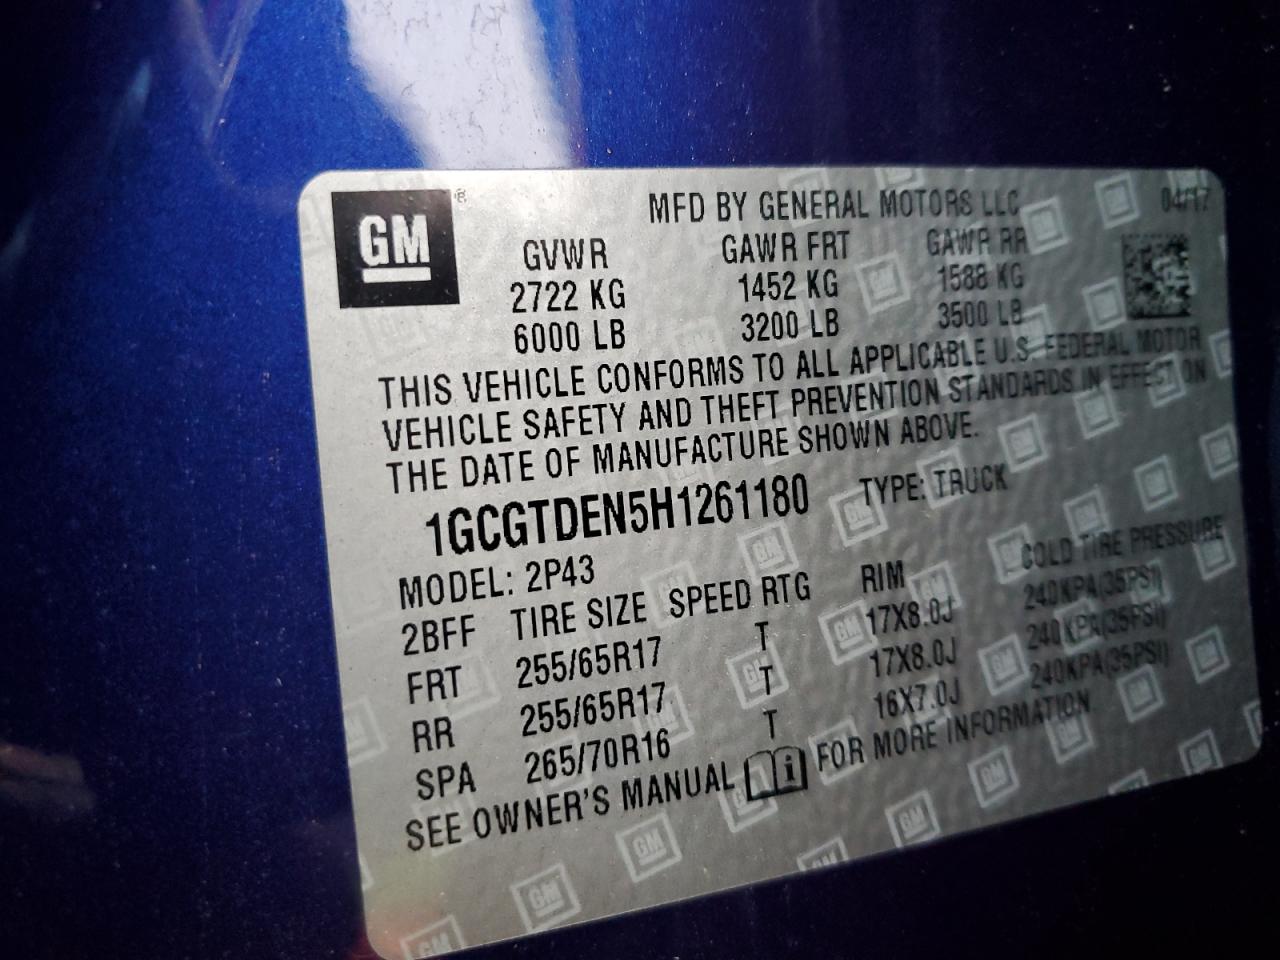 GM
®
MFD BY GENERAL MOTORS LLC 04/17
GVWR GAWR FRT GAWR RR
2722 KG 1452 KG 1588 KG
6000 LB 3200 LB 3500 LB
THIS VEHICLE CONFORMS TO ALL APPLICABLE U.S. FEDERAL MOTOR
VEHICLE SAFETY AND THEFT PREVENTION STANDARDS IN EFFECT ON
THE DATE OF MANUFACTURE SHOWN ABOVE.
1GCGTDEN5H1261180 TYPE: TRUCK
MODEL: 2P43
2BFF TIRE SIZE SPEED RTG RIM COLD TIRE PRESSURE
FRT 255/65R17 T 17X8.0J 240KPA(35PSI)
RR 255/65R17 T 17X8.0J 240KPA(35PSI)
SPA 265/70R16 T 16X7.0J 240KPA(35PSI)
SEE OWNER'S MANUAL i FOR MORE INFORMATION.